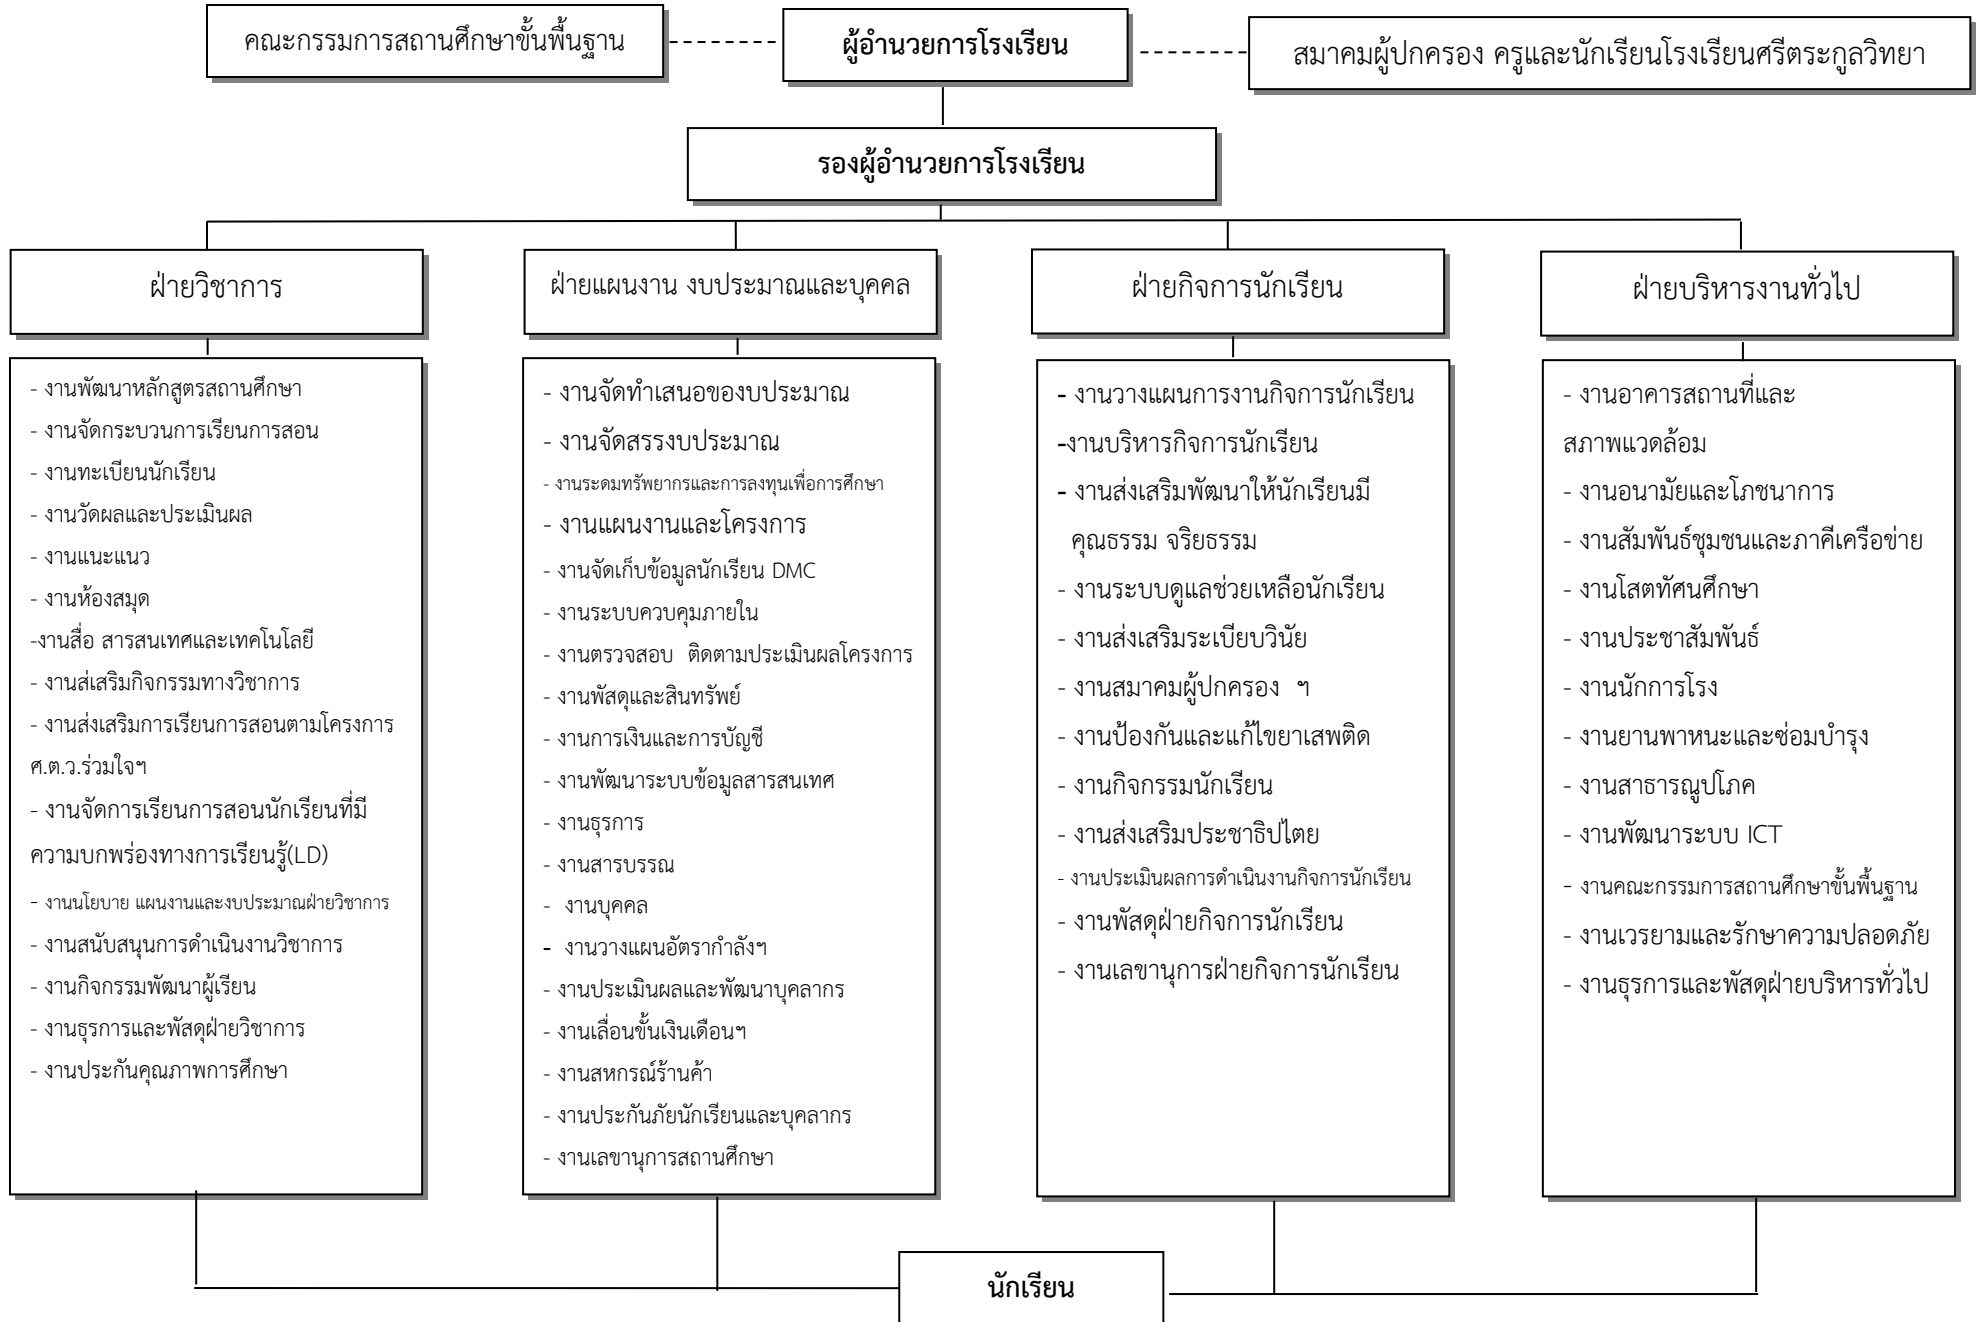 คณะกรรมการสถานศึกษาขั้นพื้นฐาน
ผู้อำนวยการโรงเรียน
สมาคมผู้ปกครอง ครูและนักเรียนโรงเรียนศรีตระกูลวิทยา
รองผู้อำนวยการโรงเรียน
ฝ่ายวิชาการ
ฝ่ายแผนงาน งบประมาณและบุคคล
ฝ่ายกิจการนักเรียน
ฝ่ายบริหารงานทั่วไป
- งานพัฒนาหลักสูตรสถานศึกษา
- งานจัดกระบวนการเรียนการสอน
- งานทะเบียนนักเรียน
- งานวัดผลและประเมินผล
- งานแนะแนว
- งานห้องสมุด
-งานสื่อ สารสนเทศและเทคโนโลยี
- งานส่เสริมกิจกรรมทางวิชาการ
- งานส่งเสริมการเรียนการสอนตามโครงการ
ศ.ต.ว.ร่วมใจฯ
- งานจัดการเรียนการสอนนักเรียนที่มี
ความบกพร่องทางการเรียนรู้(LD)
- งานนโยบาย แผนงานและงบประมาณฝ่ายวิชาการ
- งานสนับสนุนการดำเนินงานวิชาการ
- งานกิจกรรมพัฒนาผู้เรียน
- งานธุรการและพัสดุฝ่ายวิชาการ
- งานประกันคุณภาพการศึกษา
- งานจัดทำเสนอของบประมาณ
- งานจัดสรรงบประมาณ
- งานระดมทรัพยากรและการลงทุนเพื่อการศึกษา
- งานแผนงานและโครงการ
- งานจัดเก็บข้อมูลนักเรียน DMC
- งานระบบควบคุมภายใน
- งานตรวจสอบ ติดตามประเมินผลโครงการ
- งานพัสดุและสินทรัพย์
- งานการเงินและการบัญชี
- งานพัฒนาระบบข้อมูลสารสนเทศ
- งานธุรการ
- งานสารบรรณ
- งานบุคคล
- งานวางแผนอัตรากำลังฯ
- งานประเมินผลและพัฒนาบุคลากร
- งานเลื่อนขั้นเงินเดือนฯ
- งานสหกรณ์ร้านค้า
- งานประกันภัยนักเรียนและบุคลากร
- งานเลขานุการสถานศึกษา
- งานวางแผนการงานกิจการนักเรียน
-งานบริหารกิจการนักเรียน
- งานส่งเสริมพัฒนาให้นักเรียนมี
คุณธรรม จริยธรรม
- งานระบบดูแลช่วยเหลือนักเรียน
- งานส่งเสริมระเบียบวินัย
- งานสมาคมผู้ปกครอง ฯ
- งานป้องกันและแก้ไขยาเสพติด
- งานกิจกรรมนักเรียน
- งานส่งเสริมประชาธิปไตย
- งานประเมินผลการดำเนินงานกิจการนักเรียน
- งานพัสดุฝ่ายกิจการนักเรียน
- งานเลขานุการฝ่ายกิจการนักเรียน
- งานอาคารสถานที่และ
สภาพแวดล้อม
- งานอนามัยและโภชนาการ
- งานสัมพันธ์ชุมชนและภาคีเครือข่าย
- งานโสตทัศนศึกษา
- งานประชาสัมพันธ์
- งานนักการโรง
- งานยานพาหนะและซ่อมบำรุง
- งานสาธารณูปโภค
- งานพัฒนาระบบ ICT
- งานคณะกรรมการสถานศึกษาขั้นพื้นฐาน
- งานเวรยามและรักษาความปลอดภัย
- งานธุรการและพัสดุฝ่ายบริหารทั่วไป
นักเรียน